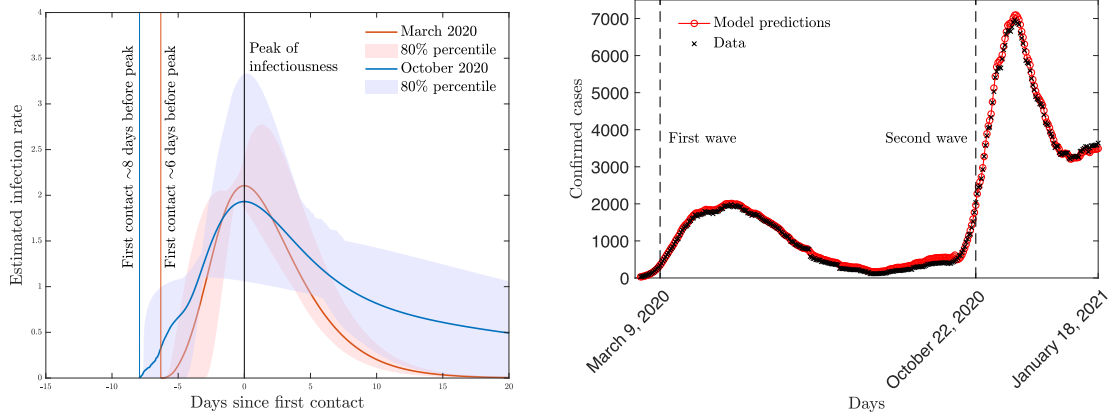 4
3.5
3
2.5
2
1.5
1
0.5
0
Estimated infection rate
First contact ~8 days before peak
First contact ~6 days before peak
Peak of
infectiousness
March 2020
80% percentile
October 2020
80% percentile
-15
-10
-5
0
5
10
15
20
Days since first contact
7000
6000
5000
4000
3000
2000
1000
0
Confirmed cases
Model predictions
Data
First wave
Second wave
March 9, 2020
October 22, 2020
January 18, 2021
Days